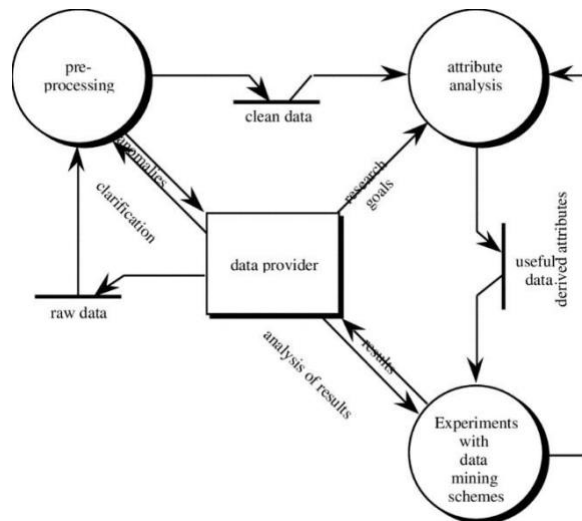 pre-
processing
attribute
analysis
clean data
anomalies
clarification
research
goals
data provider
raw data
useful
data.
derived attributes
analysis of results
results
Experiments
with
data
mining
schemes